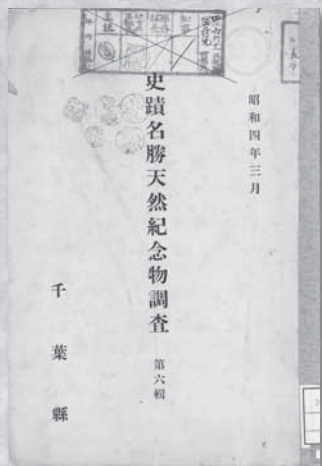 昭和四年三月
史蹟名勝天然紀念物調査 第六輯
千葉縣